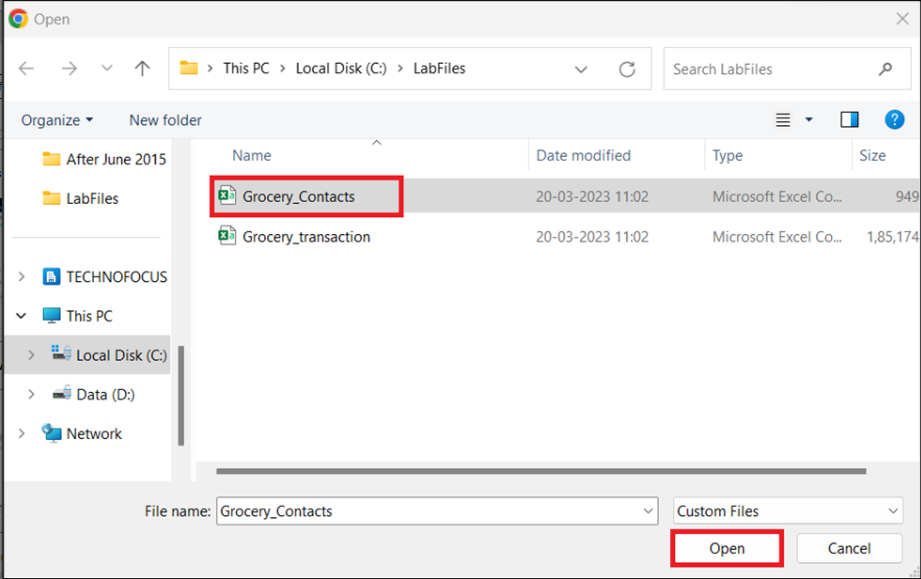 Open
This PC > Local Disk (C:) > LabFiles
Search LabFiles
Organize
New folder
Name
Date modified
Type
Size
After June 2015
LabFiles
TECHNOFOCUS
This PC
Local Disk (C:)
Data (D:)
Network
Grocery_Contacts 20-03-2023 11:02 Microsoft Excel Co... 949
Grocery_transaction 20-03-2023 11:02 Microsoft Excel Co... 1,85,174
File name: Grocery_Contacts
Custom Files
Open
Cancel